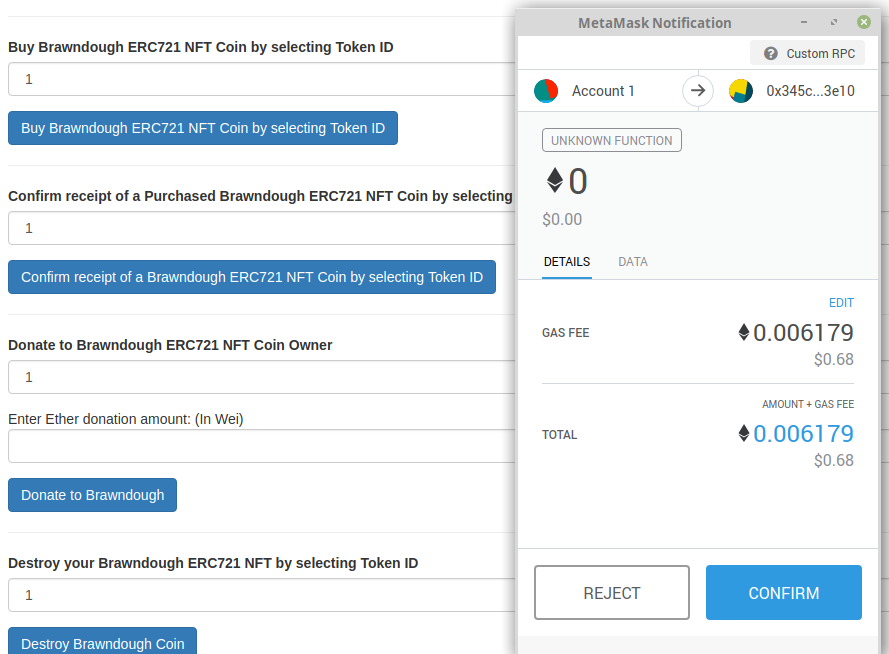 Buy Brawndough ERC721 NFT Coin by selecting Token ID
1
Buy Brawndough ERC721 NFT Coin by selecting Token ID
Confirm receipt of a Purchased Brawndough ERC721 NFT Coin by selecting
1
Confirm receipt of a Brawndough ERC721 NFT Coin by selecting Token ID
Donate to Brawndough ERC721 NFT Coin Owner
1
Enter Ether donation amount: (In Wei)
Donate to Brawndough
Destroy your Brawndough ERC721 NFT by selecting Token ID
1
Destroy Brawndough Coin
MetaMask Notification
? Custom RPC
Account 1
0x345c...3e10
UNKNOWN FUNCTION
0
$0.00
DETAILS DATA
EDIT
GAS FEE 0.006179
$0.68
AMOUNT + GAS FEE
TOTAL 0.006179
$0.68
REJECT CONFIRM